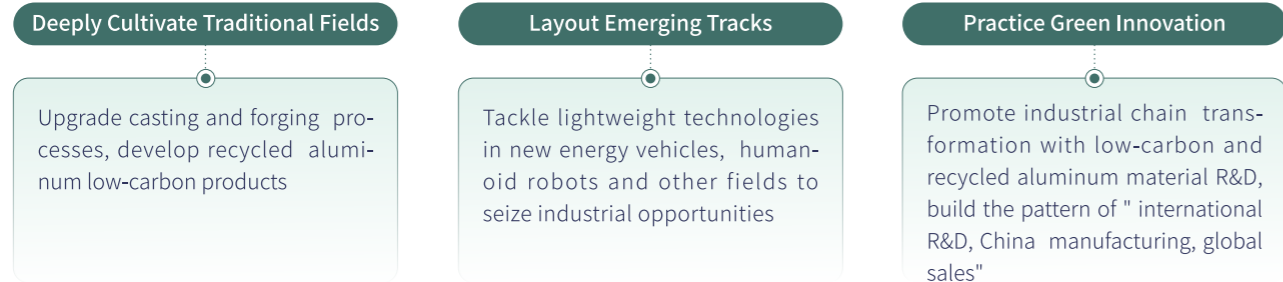 Deeply Cultivate Traditional Fields
Upgrade casting and forging pro-
cesses, develop recycled alumi-
num low-carbon products
Layout Emerging Tracks
Tackle lightweight technologies
in new energy vehicles, human-
oid robots and other fields to
seize industrial opportunities
Practice Green Innovation
Promote industrial chain trans-
formation with low-carbon and
recycled aluminum material R&D,
build the pattern of " international
R&D, China manufacturing, global
sales"